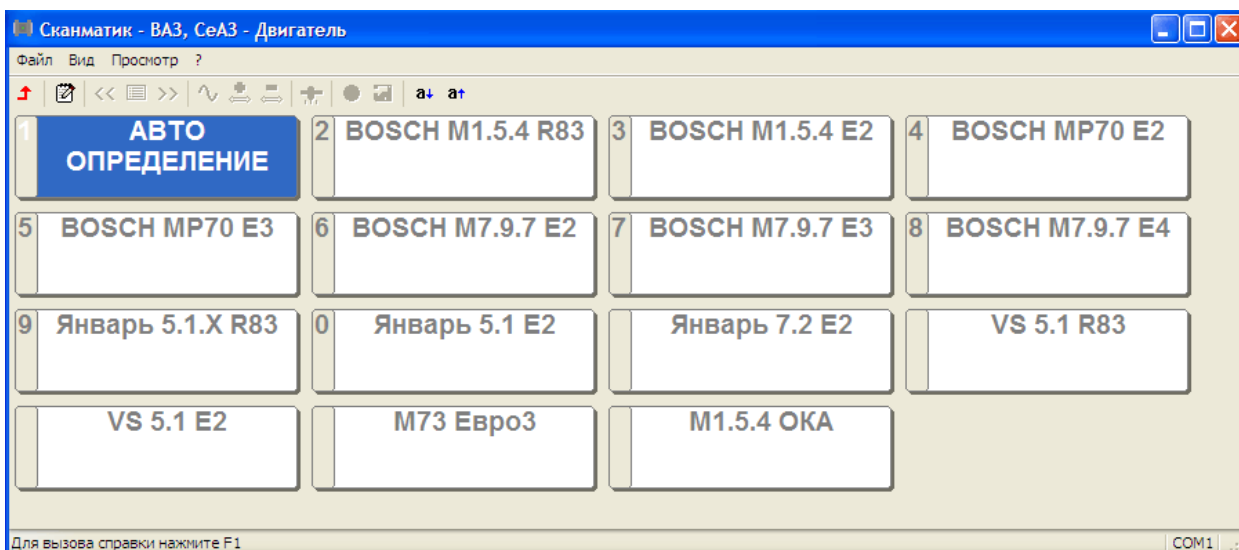 Сканматик - ВАЗ, СеАЗ - Двигатель
Файл Вид Просмотр ?
<< >> a↓ a↑
1 АВТО ОПРЕДЕЛЕНИЕ
2 BOSCH M1.5.4 R83
3 BOSCH M1.5.4 E2
4 BOSCH MP70 E2
5 BOSCH MP70 E3
6 BOSCH M7.9.7 E2
7 BOSCH M7.9.7 E3
8 BOSCH M7.9.7 E4
9 Январь 5.1.X R83
0 Январь 5.1 E2
Январь 7.2 E2
VS 5.1 R83
VS 5.1 E2
M73 Евро3
M1.5.4 ОКА
Для вызова справки нажмите F1
COM1